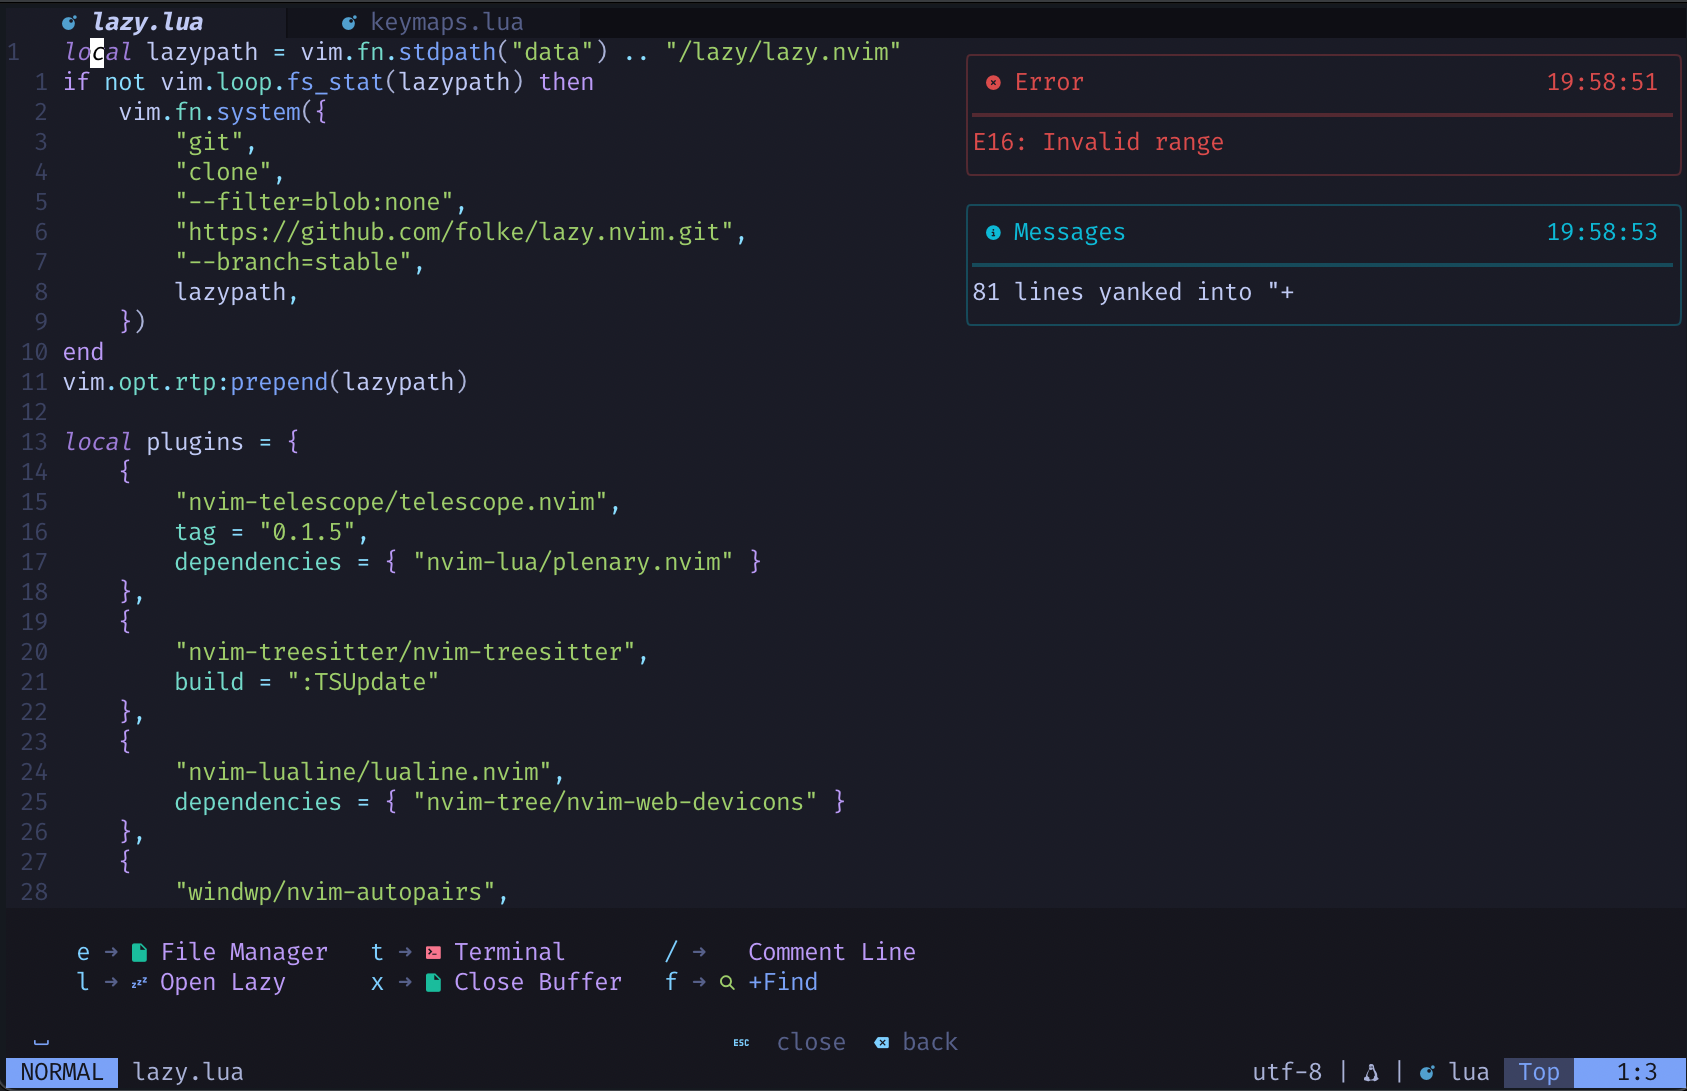 lazy.lua keymaps.lua
1 local lazypath = vim.fn.stdpath("data") .. "/lazy/lazy.nvim"
1 if not vim.loop.fs_stat(lazypath) then
2 vim.fn.system({
3 "git",
4 "clone",
5 "--filter=blob:none",
6 "https://github.com/folke/lazy.nvim.git",
7 "--branch=stable",
8 lazypath,
9 })
10 end
11 vim.opt.rtp:prepend(lazypath)
12
13 local plugins = {
14 {
15 "nvim-telescope/telescope.nvim",
16 tag = "0.1.5",
17 dependencies = { "nvim-lua/plenary.nvim" }
18 },
19 {
20 "nvim-treesitter/nvim-treesitter",
21 build = ":TSUpdate"
22 },
23 {
24 "nvim-lualine/lualine.nvim",
25 dependencies = { "nvim-tree/nvim-web-devicons" }
26 },
27 {
28 "windwp/nvim-autopairs",
Error 19:58:51
E16: Invalid range
Messages 19:58:53
81 lines yanked into "+
e → File Manager t → Terminal / → Comment Line
l → Open Lazy x → Close Buffer f → +Find
ESC close back
NORMAL lazy.lua utf-8 | | lua Top 1:3